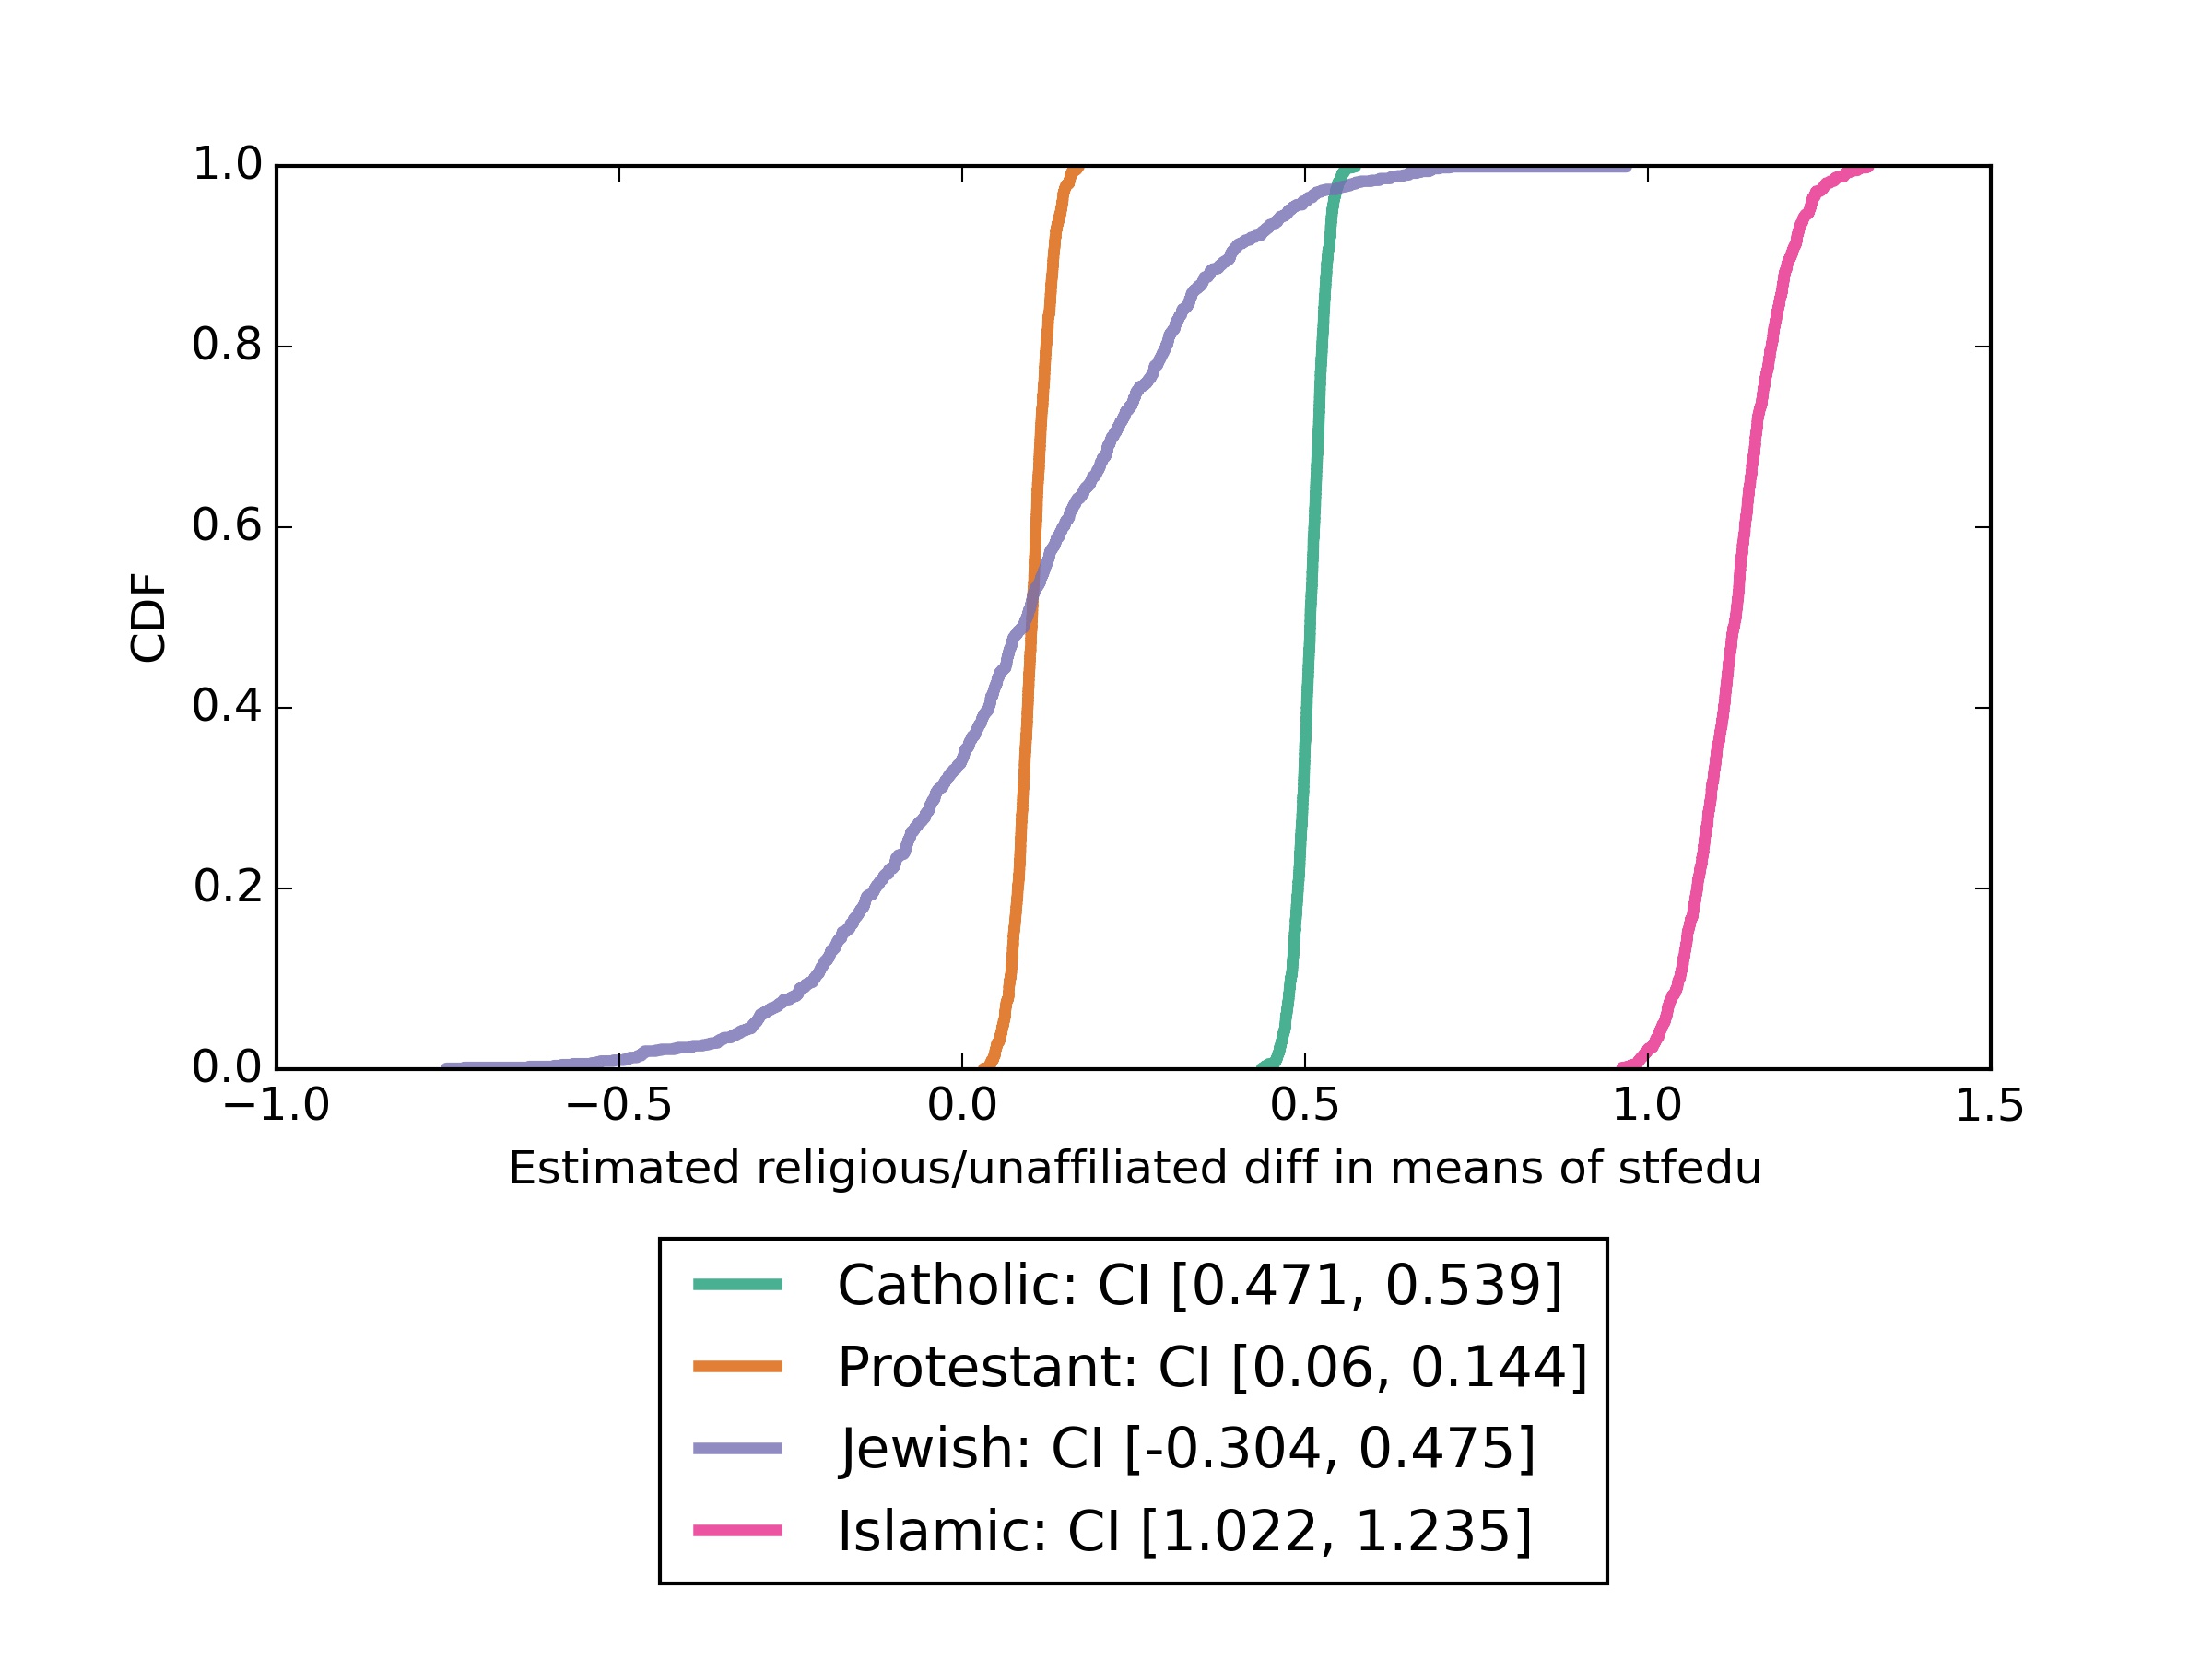 1.0
0.8
0.6
0.4
0.2
0.0
CDF
−1.0 −0.5 0.0 0.5 1.0 1.5
Estimated religious/unaffiliated diff in means of stfedu
Catholic: CI [0.471, 0.539]
Protestant: CI [0.06, 0.144]
Jewish: CI [-0.304, 0.475]
Islamic: CI [1.022, 1.235]